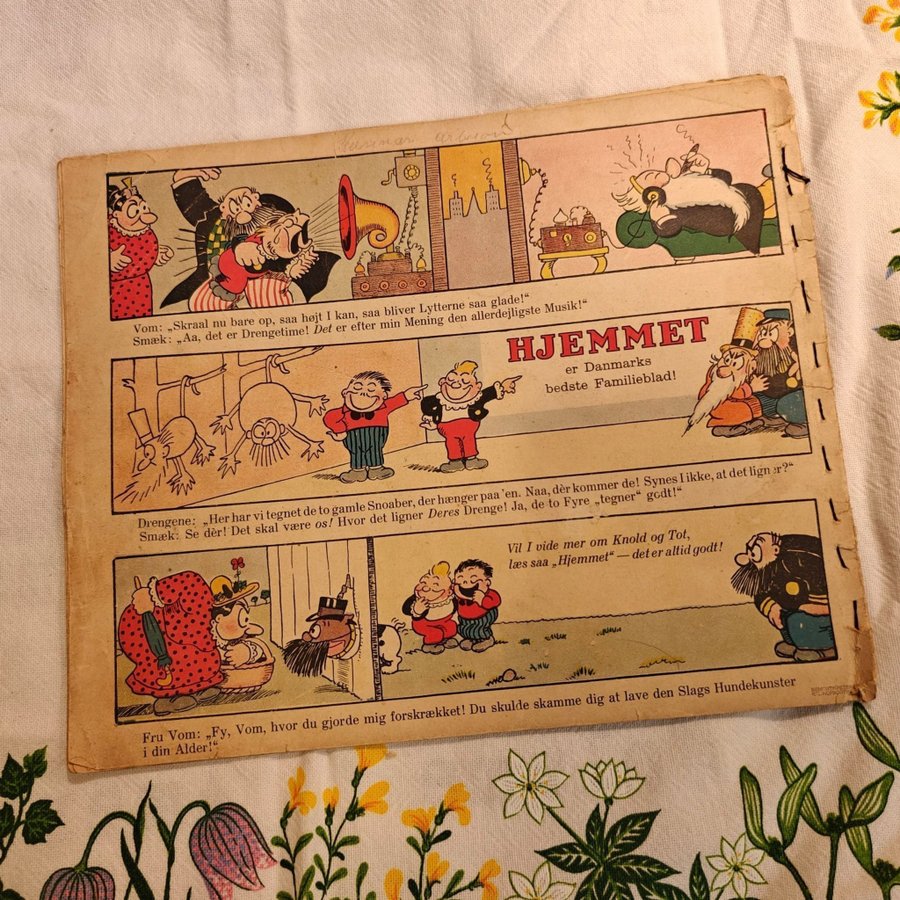 Vom: „Skraal nu bare op, saa højt I kan, saa bliver Lytterne saa glade!“
Smæk: „Aa, det er Drengetime! Det er efter min Mening den allerdejligste Musik!“
HJEMMET
er Danmarks
bedste Familieblad!
Drengene: „Her har vi tegnet de to gamle Snoaber, der hænger paa 'en. Naa, dèr kommer de! Synes I ikke, at det ligner?“
Smæk: Se dèr! Det skal være os! Hvor det ligner Deres Drenge! Ja, de to Fyre „tegner“ godt!“
Vil I vide mer om Knold og Tot,
læs saa „Hjemmet“ — det er altid godt!
Fru Vom: „Fy, Vom, hvor du gjorde mig forskrækket! Du skulde skamme dig at lave den Slags Hundekunster
i din Alder!“